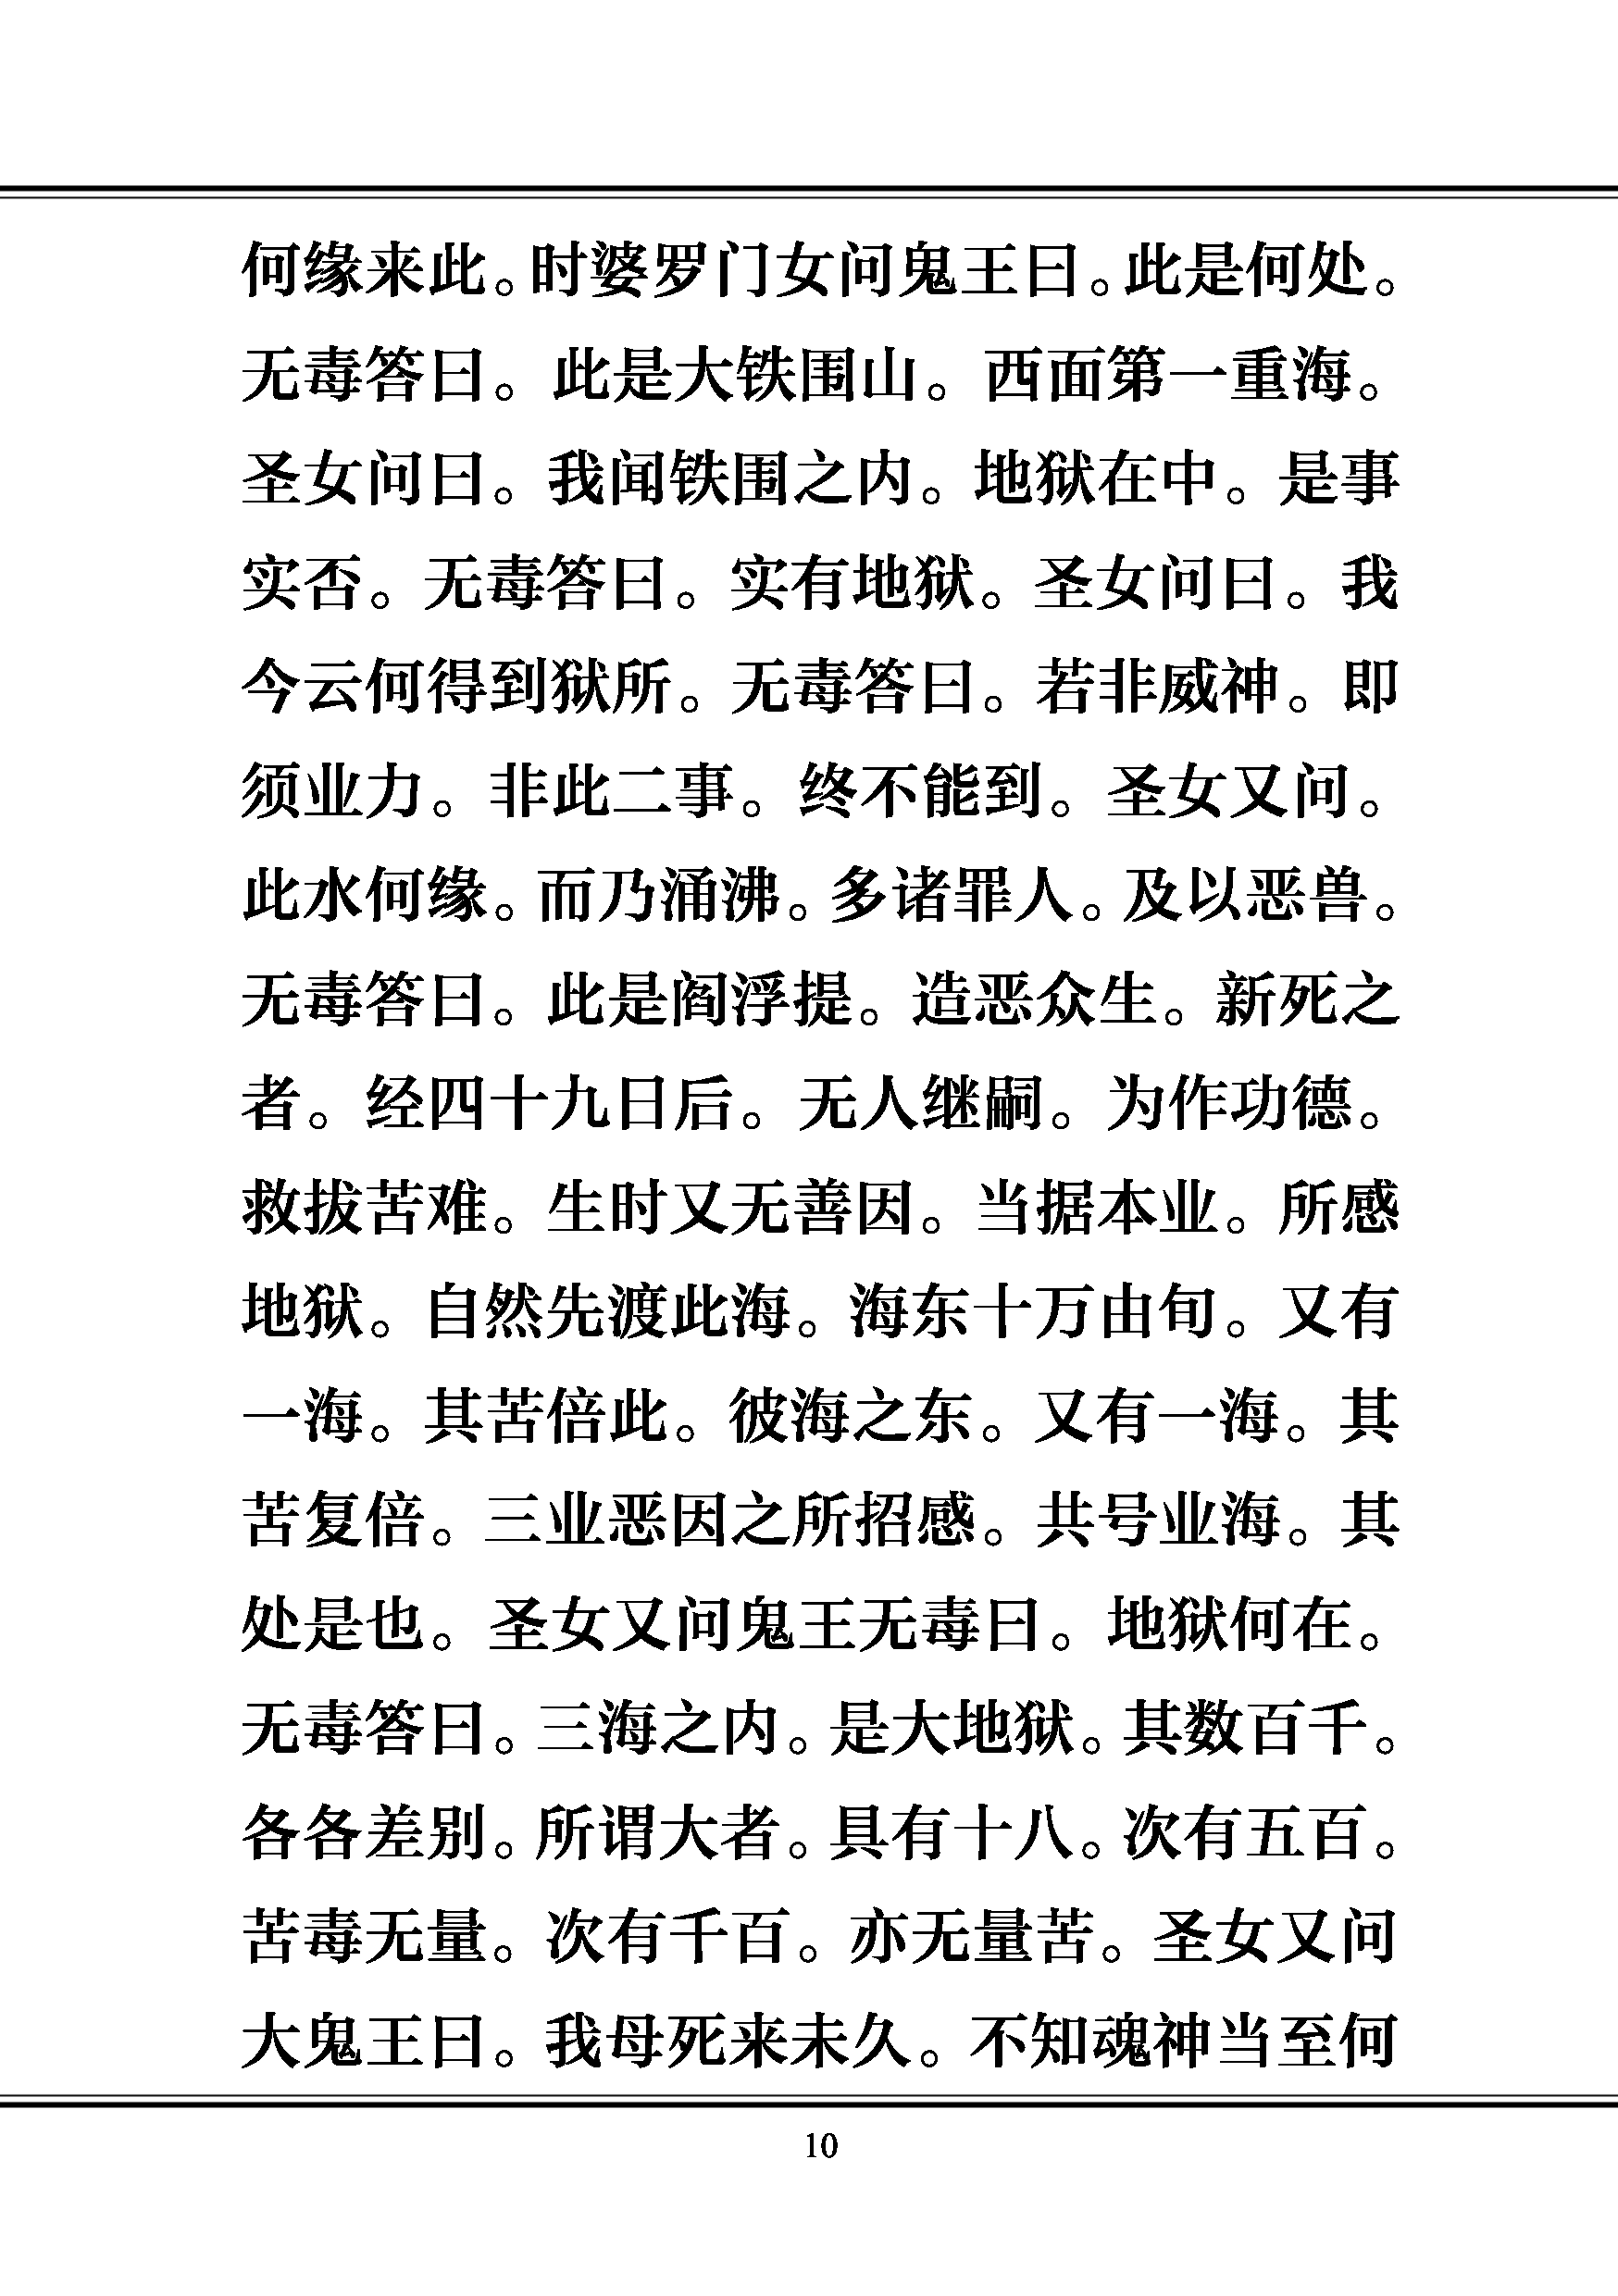 何缘来此。时婆罗门女问鬼王曰。此是何处。
无毒答曰。此是大铁围山。西面第一重海。
圣女问曰。我闻铁围之内。地狱在中。是事
实否。无毒答曰。实有地狱。圣女问曰。我
今云何得到狱所。无毒答曰。若非威神。即
须业力。非此二事。终不能到。圣女又问。
此水何缘。而乃涌沸。多诸罪人。及以恶兽。
无毒答曰。此是阎浮提。造恶众生。新死之
者。经四十九日后。无人继嗣。为作功德。
救拔苦难。生时又无善因。当据本业。所感
地狱。自然先渡此海。海东十万由旬。又有
一海。其苦倍此。彼海之东。又有一海。其
苦复倍。三业恶因之所招感。共号业海。其
处是也。圣女又问鬼王无毒曰。地狱何在。
无毒答曰。三海之内。是大地狱。其数百千。
各各差别。所谓大者。具有十八。次有五百。
苦毒无量。次有千百。亦无量苦。圣女又问
大鬼王曰。我母死来未久。不知魂神当至何
10